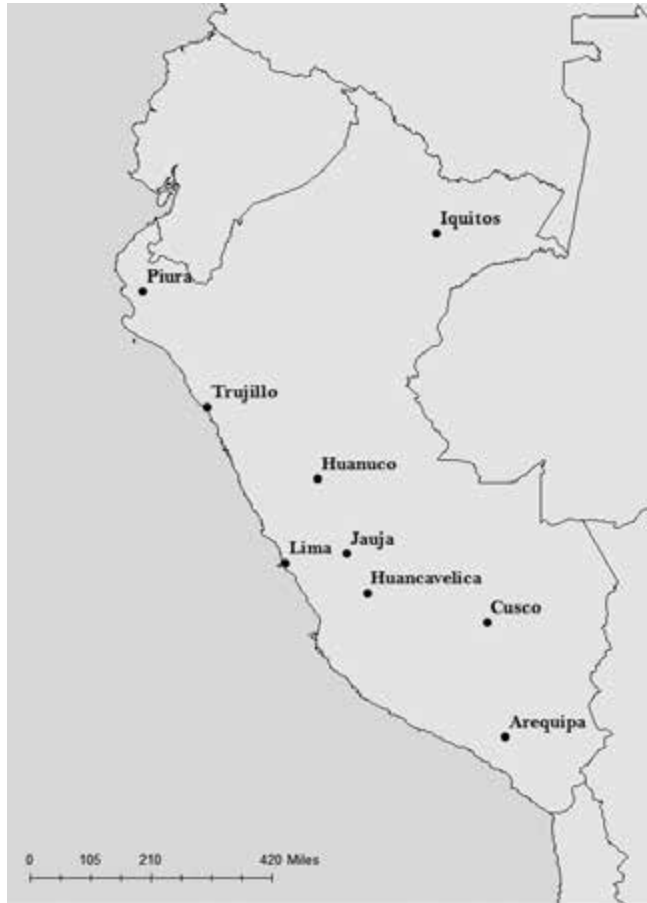 Iquitos
Piura
Trujillo
Huanuco
Jauja
Lima
Huancavelica
Cusco
Arequipa
0 105 210 420 Miles